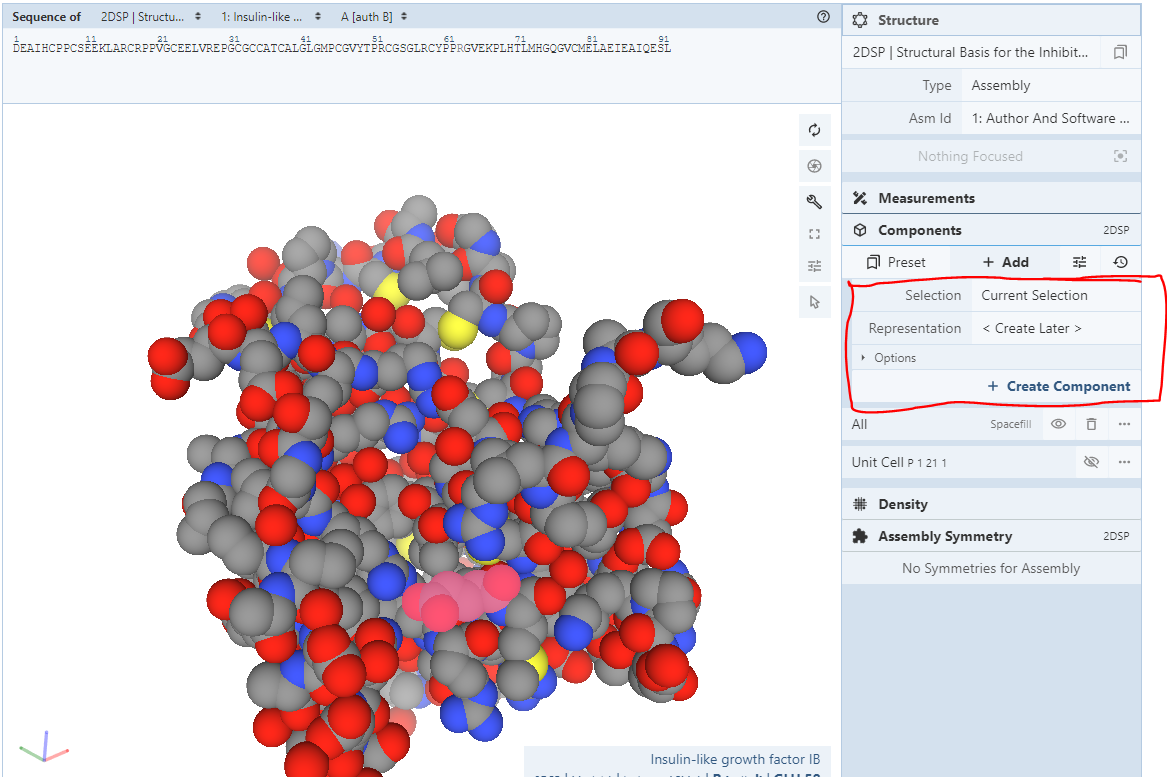 Sequence of 2DSP | Structu... 1: Insulin-like ... A [auth B]
1 11 21 31 41 51 61 71 81 91
DEAIHCPPCSEEKLARCRPPVGCEELVREPGCGCCATCALGLGMPCGVYTPRCGSGLRCYPPRGVEKPLHTLMHGQGVCMELAEIEAIQESL
Structure
2DSP | Structural Basis for the Inhibit...
Type Assembly
Asm Id 1: Author And Software ...
Nothing Focused
Measurements
Components 2DSP
Preset + Add
Selection Current Selection
Representation < Create Later >
Options
+ Create Component
All Spacefill
Unit Cell P 1 21 1
Density
Assembly Symmetry 2DSP
No Symmetries for Assembly
Insulin-like growth factor IB